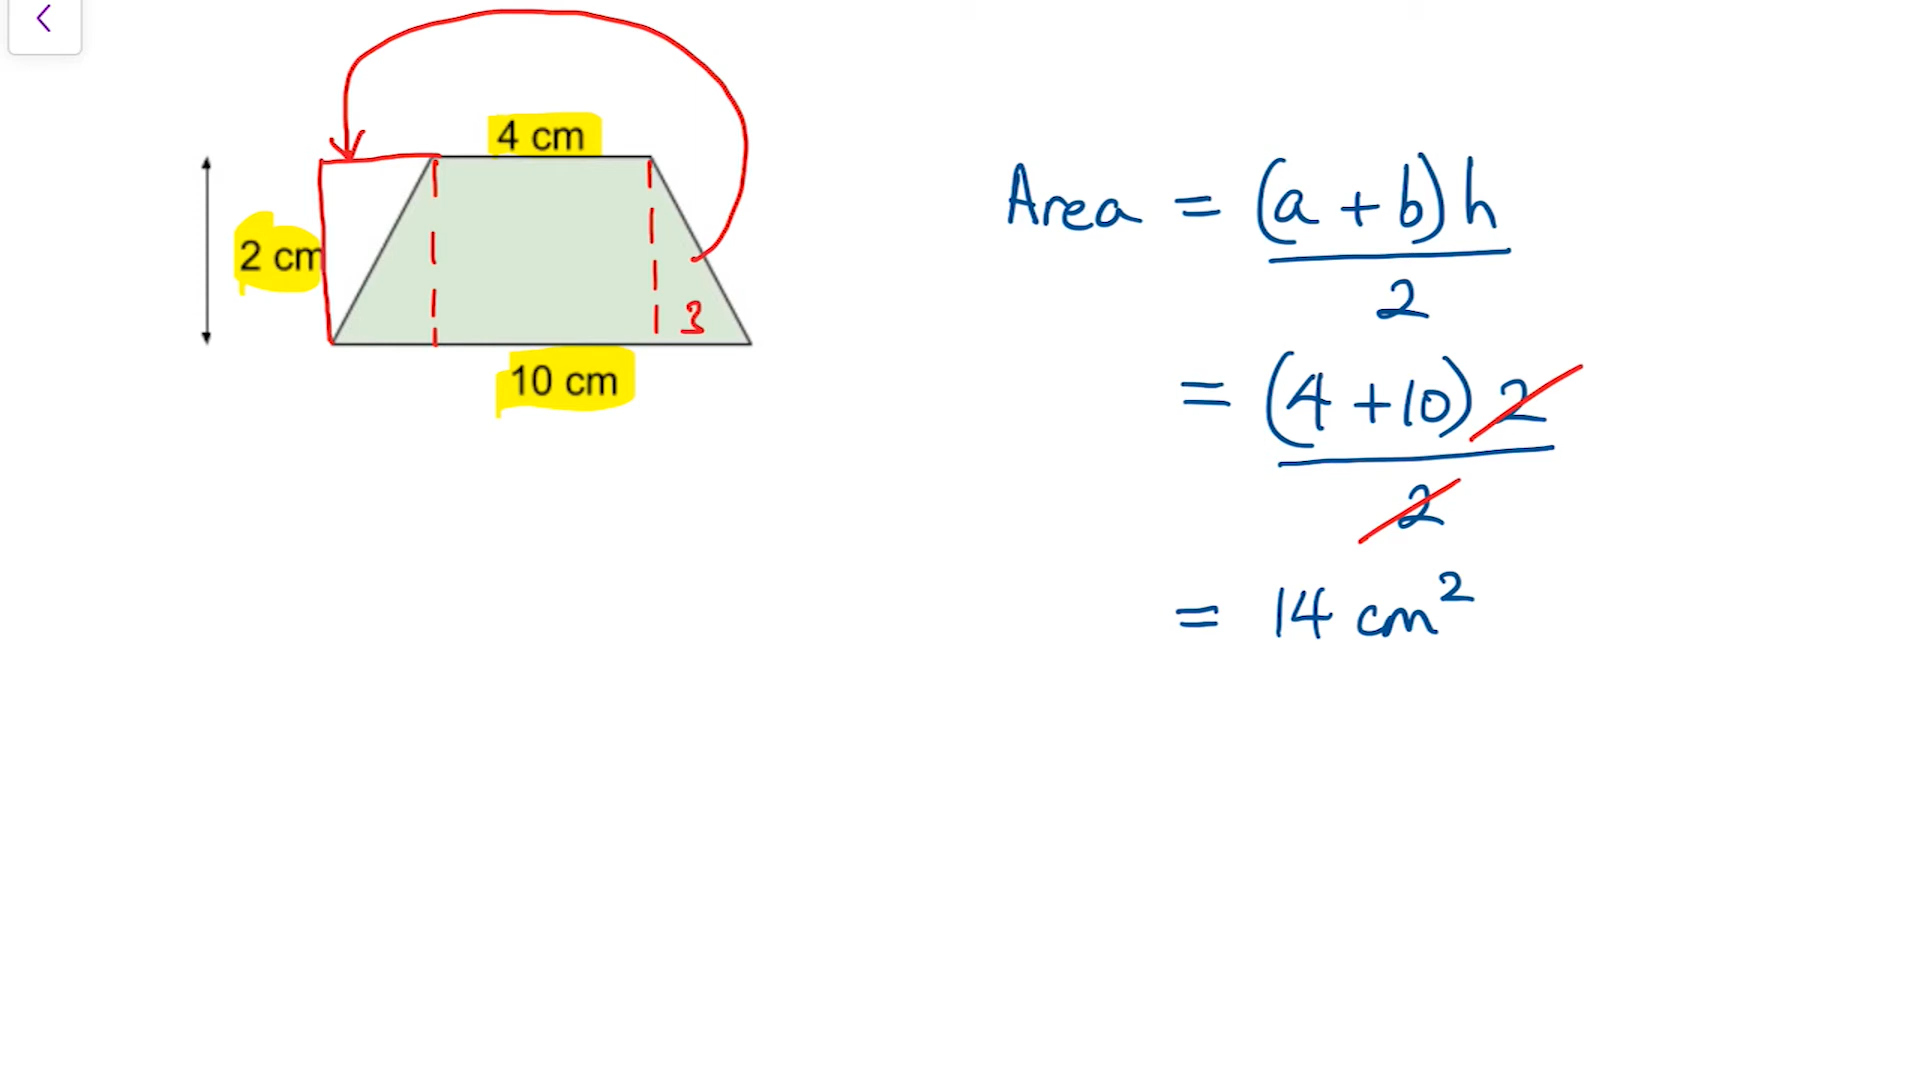 4 cm
2 cm
3
10 cm
Area = (a + b)h
2
= (4 + 10) 2
2
= 14 cm²